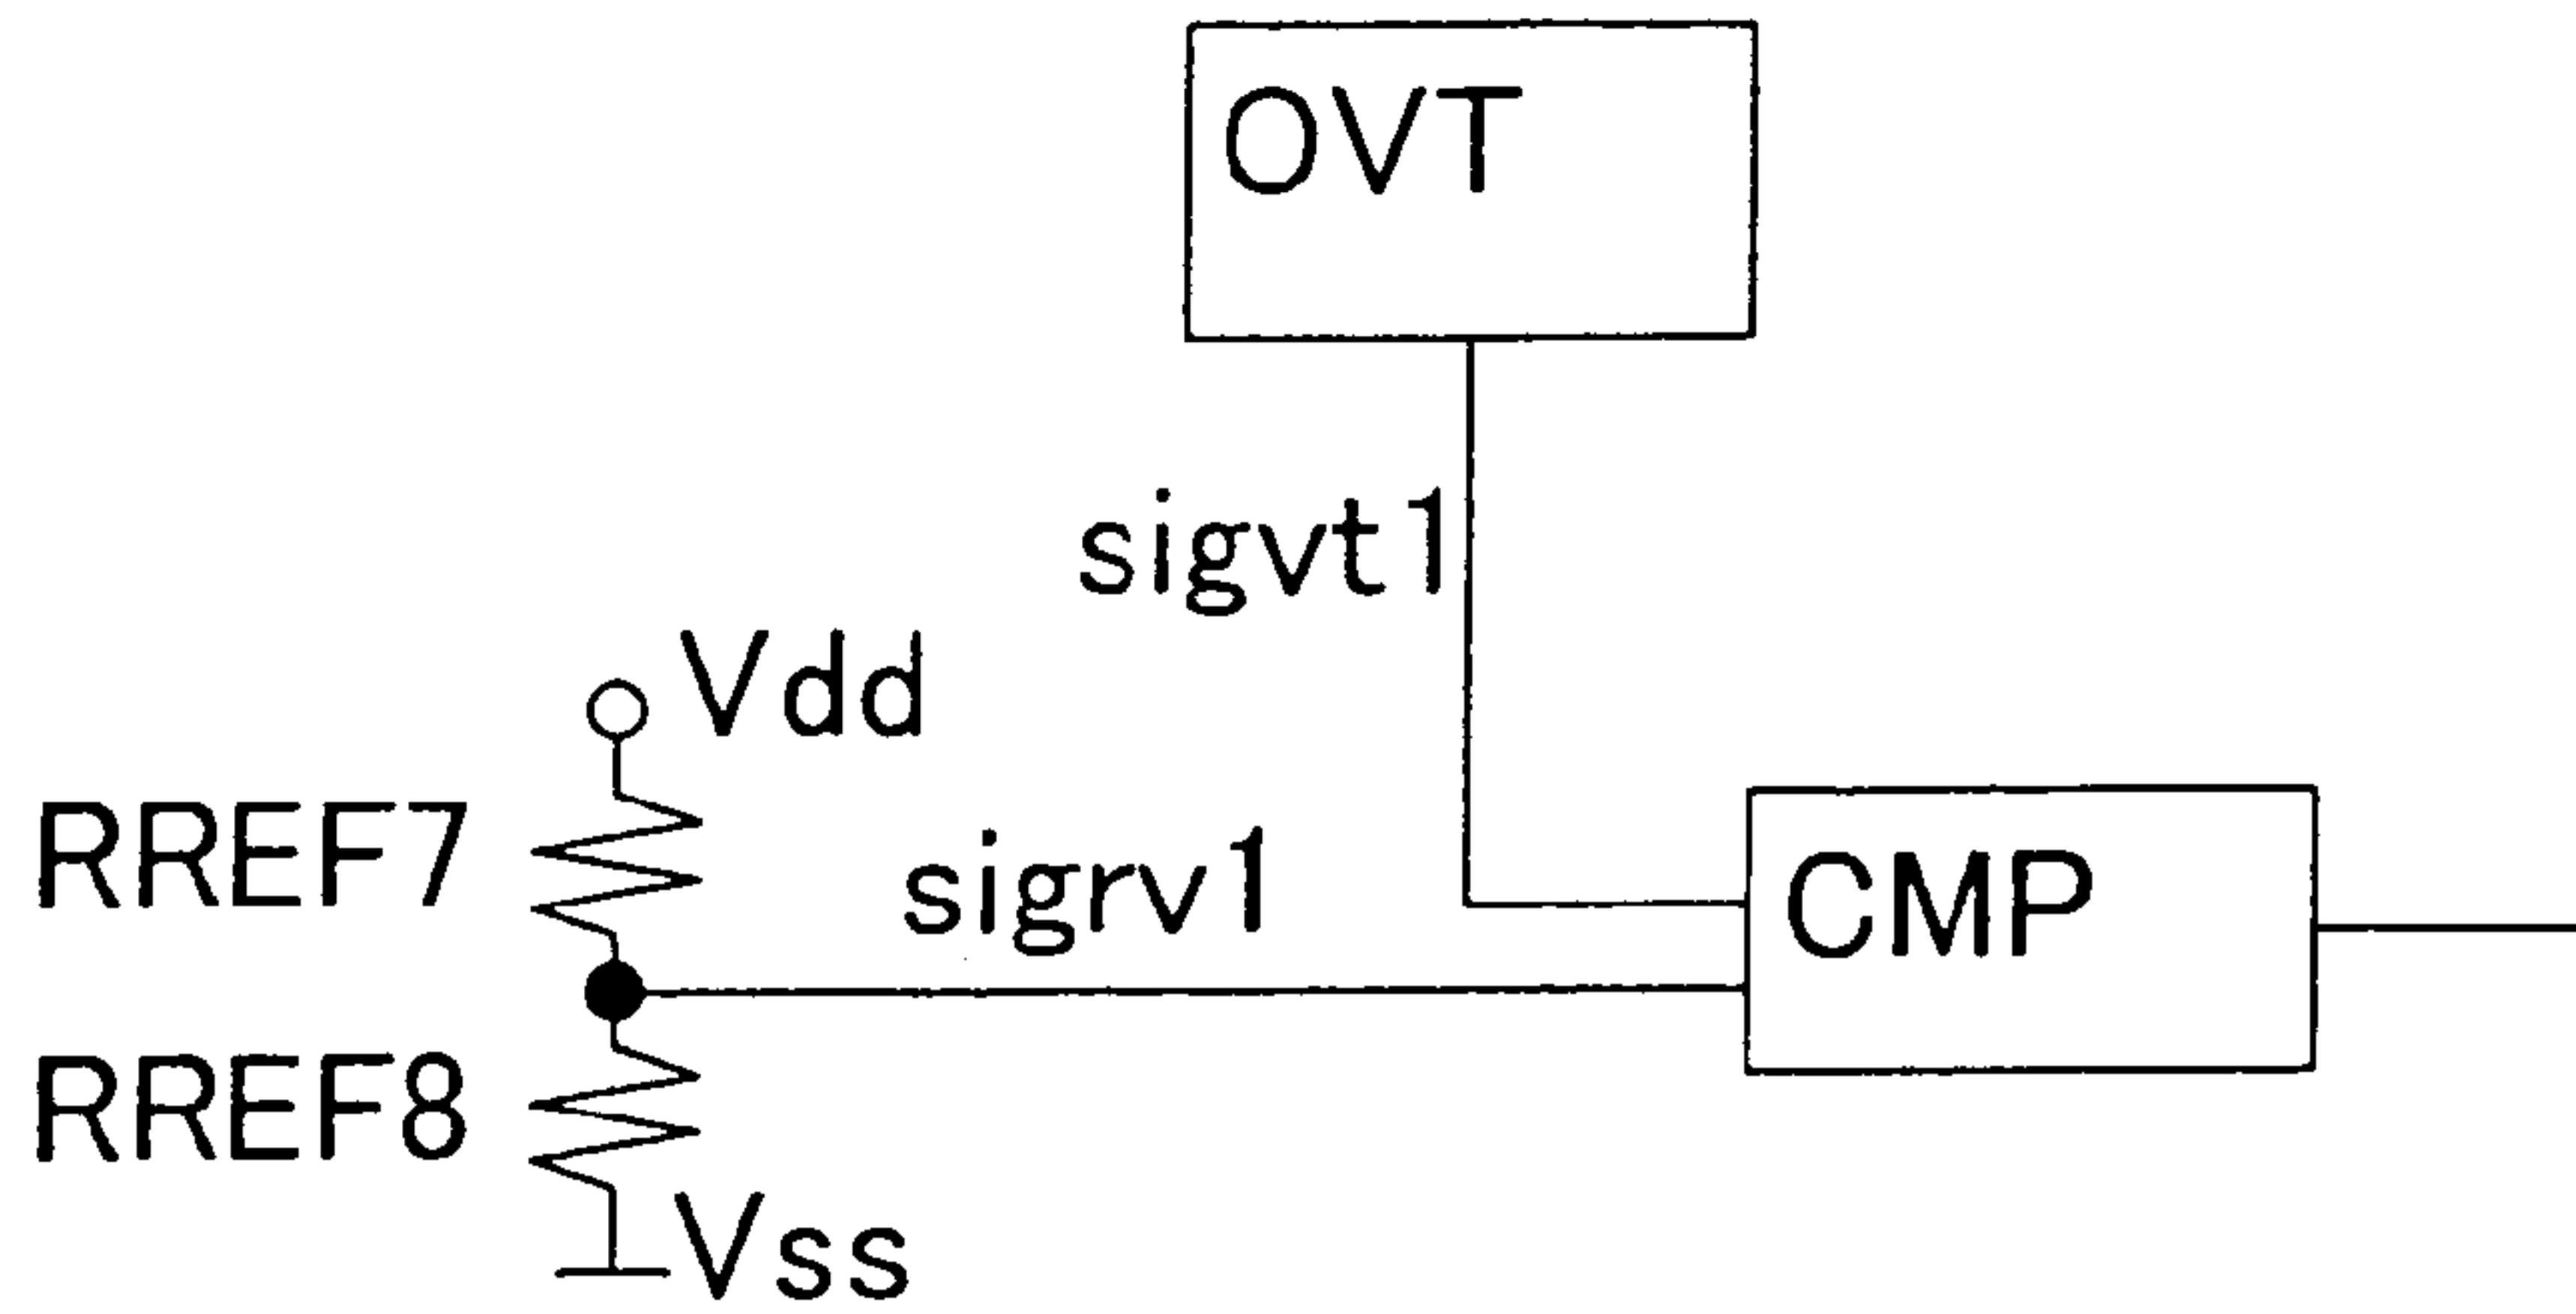 OVT
sigvt1
Vdd
RREF7
sigrv1
CMP
RREF8
Vss